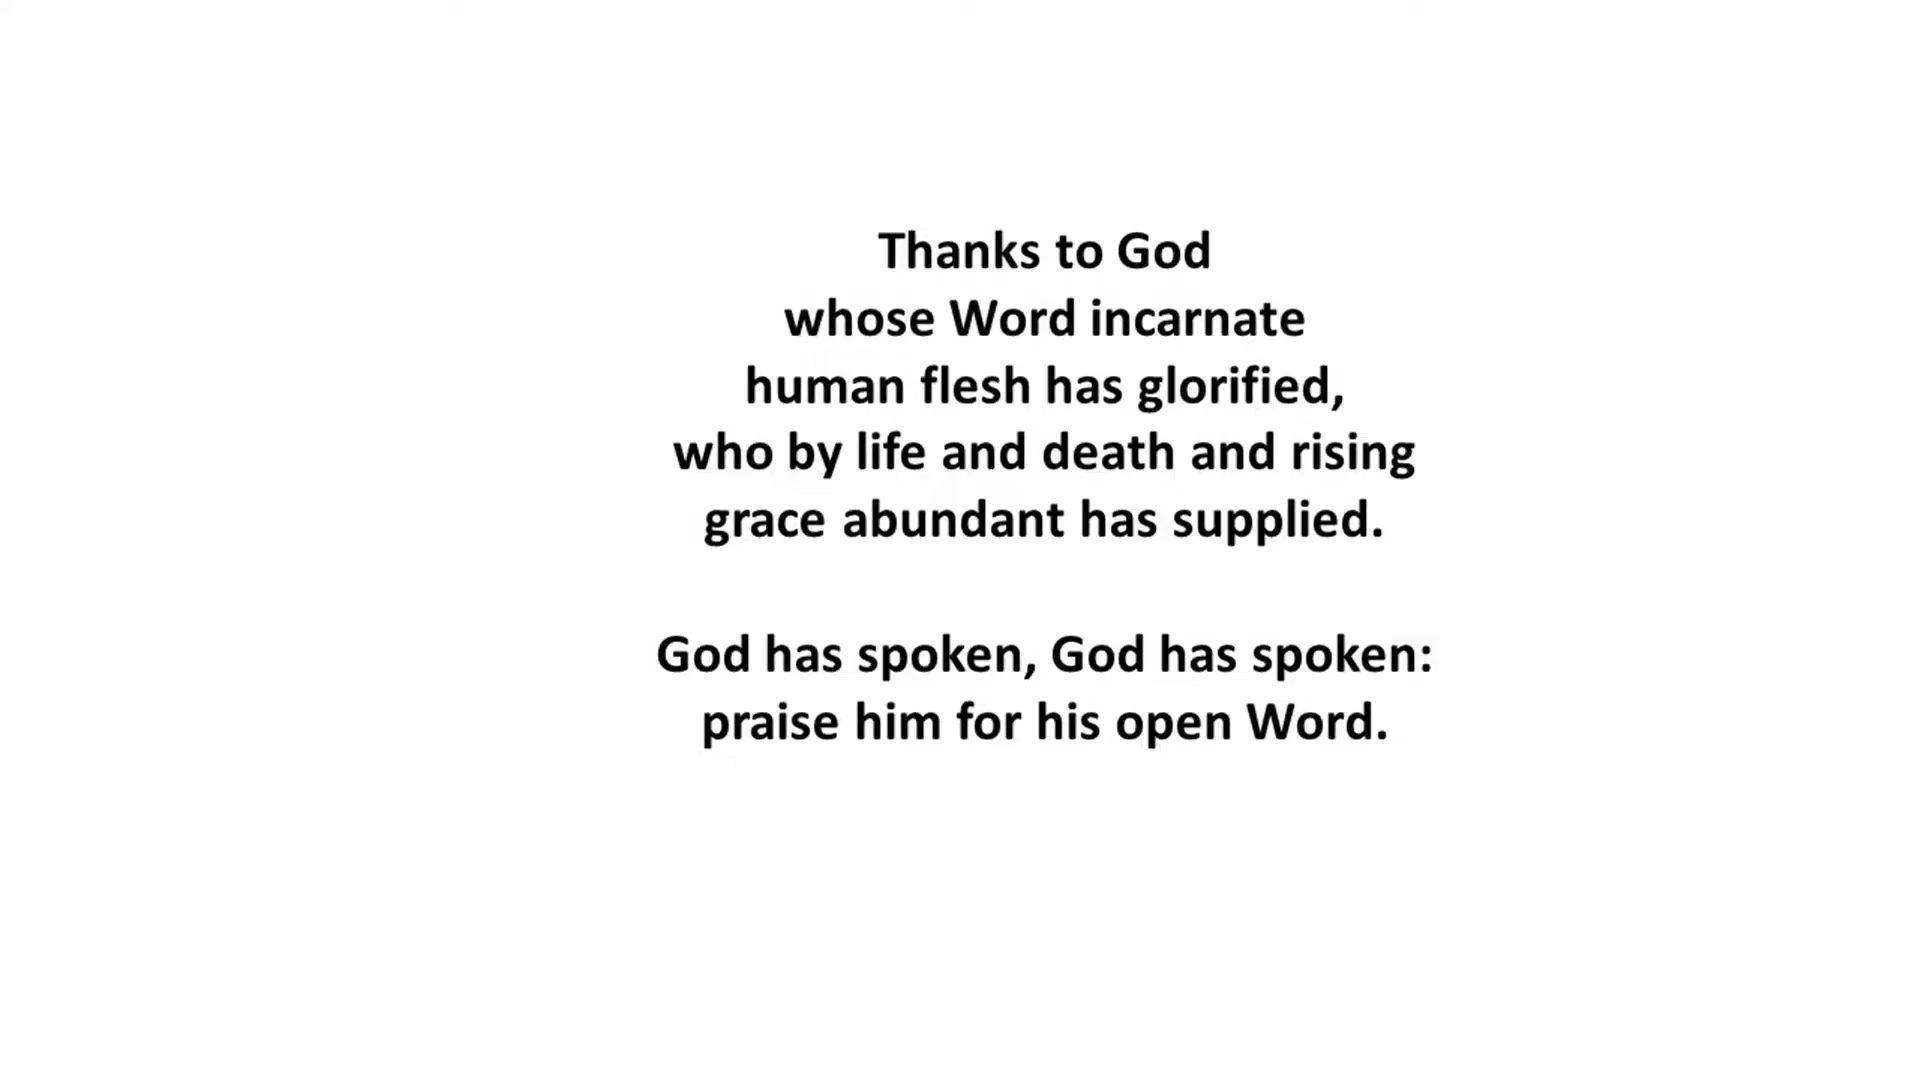 Thanks to God
whose Word incarnate
human flesh has glorified,
who by life and death and rising
grace abundant has supplied.
God has spoken, God has spoken:
praise him for his open Word.